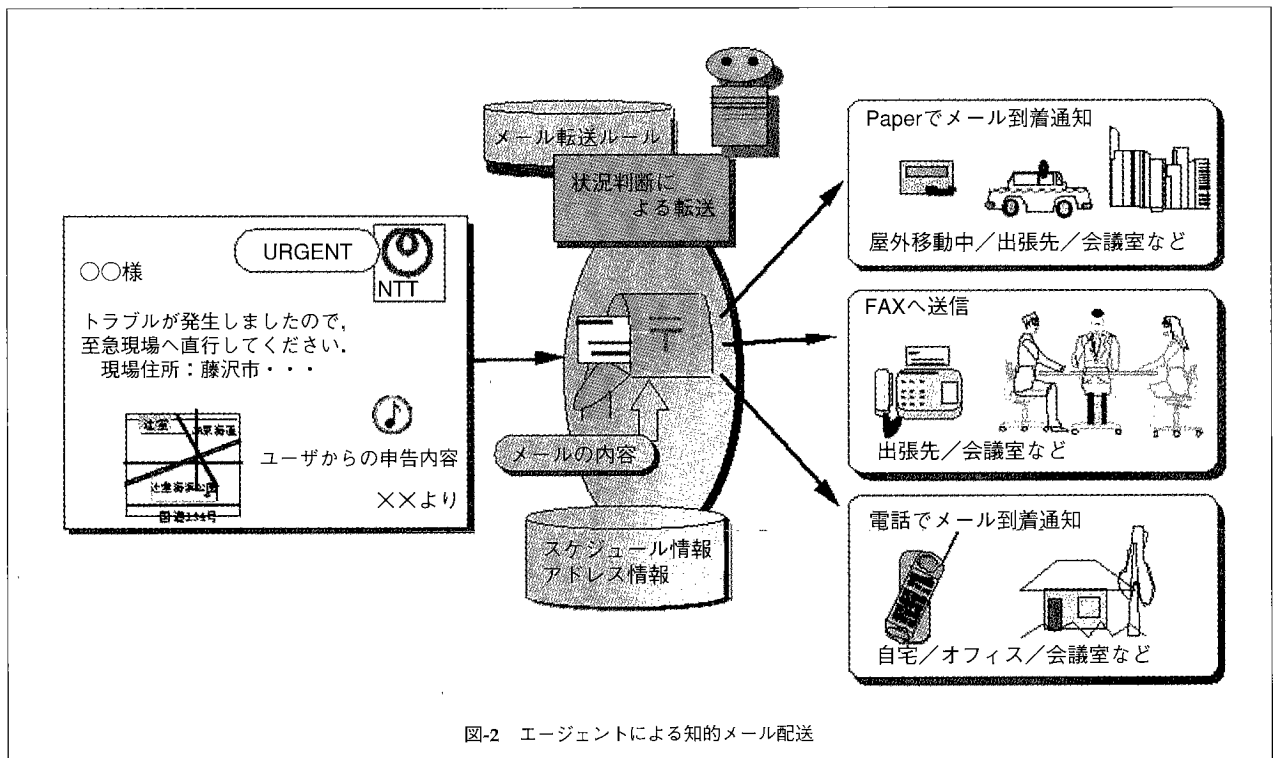 URGENT
NTT
○○様
トラブルが発生しましたので，
至急現場へ直行してください．
現場住所：藤沢市・・・
辻堂
辻堂海浜公園
国道134号
ユーザからの申告内容
××より
メール転送ルール
状況判断に
よる転送
〒
メールの内容
スケジュール情報
アドレス情報
Paperでメール到着通知
屋外移動中／出張先／会議室など
FAXへ送信
出張先／会議室など
電話でメール到着通知
自宅／オフィス／会議室など
図-2　エージェントによる知的メール配送